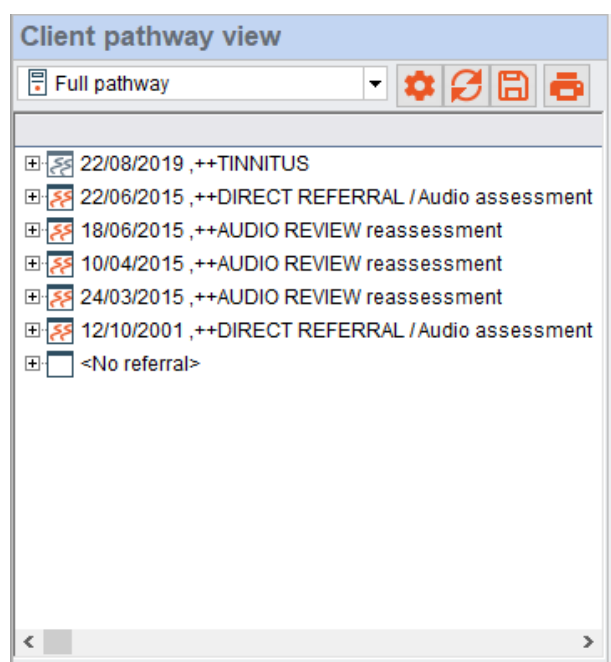 Client pathway view
Full pathway
22/08/2019 ,++TINNITUS
22/06/2015 ,++DIRECT REFERRAL / Audio assessment
18/06/2015 ,++AUDIO REVIEW reassessment
10/04/2015 ,++AUDIO REVIEW reassessment
24/03/2015 ,++AUDIO REVIEW reassessment
12/10/2001 ,++DIRECT REFERRAL / Audio assessment
<No referral>